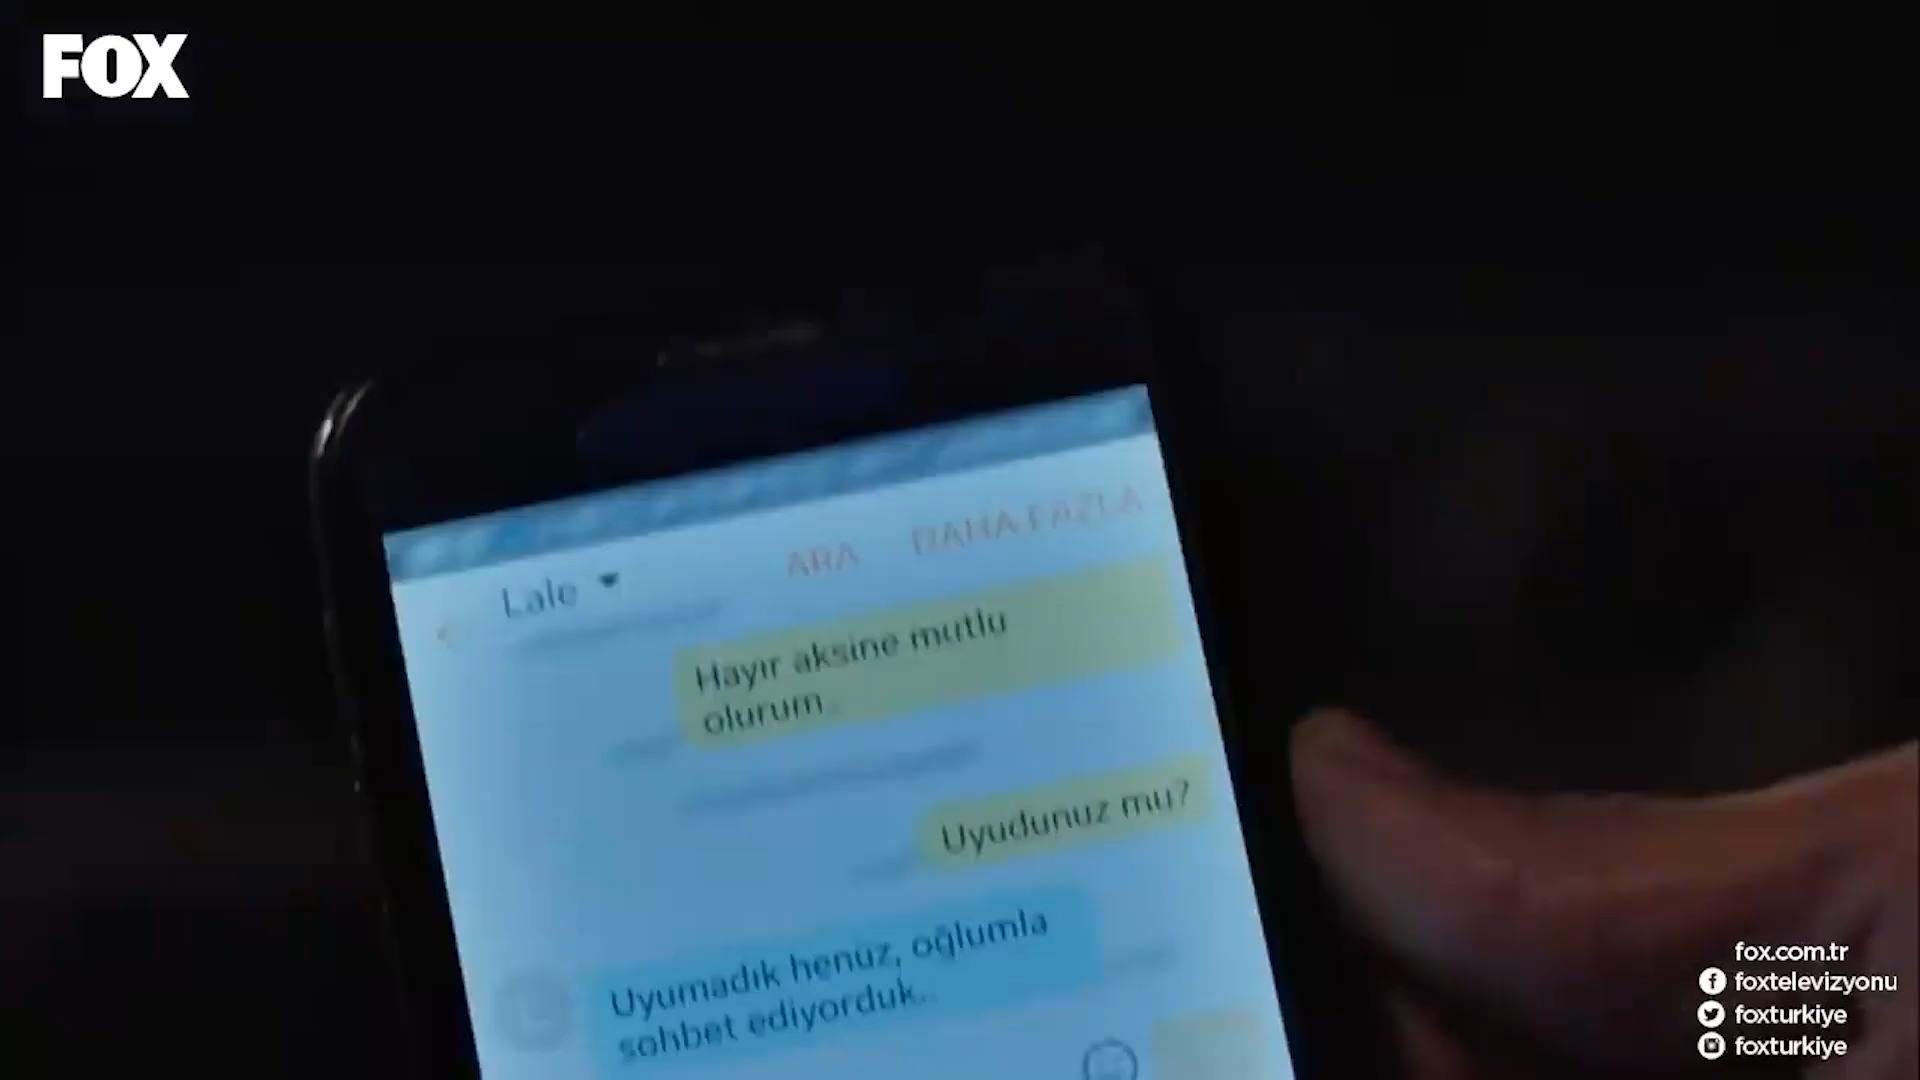 FOX
ARA DAHA FAZLA
Lale
Hayır aksine mutlu
olurum..
Uyudunuz mu?
Uyumadık henüz, oğlumla
sohbet ediyorduk..
fox.com.tr
foxtelevizyonu
foxturkiye
foxturkiye